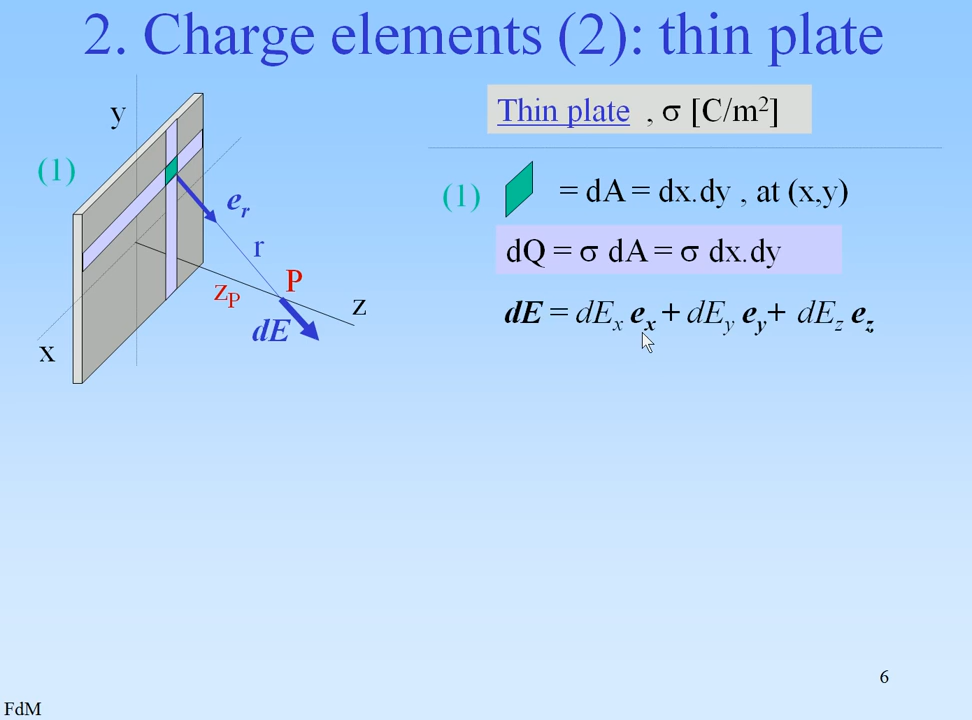 2. Charge elements (2): thin plate
y
(1)
e_r
r
P
z_P
z
dE
x
Thin plate , σ [C/m²]
(1) = dA = dx.dy , at (x,y)
dQ = σ dA = σ dx.dy
dE = dE_x e_x + dE_y e_y + dE_z e_z
6
FdM